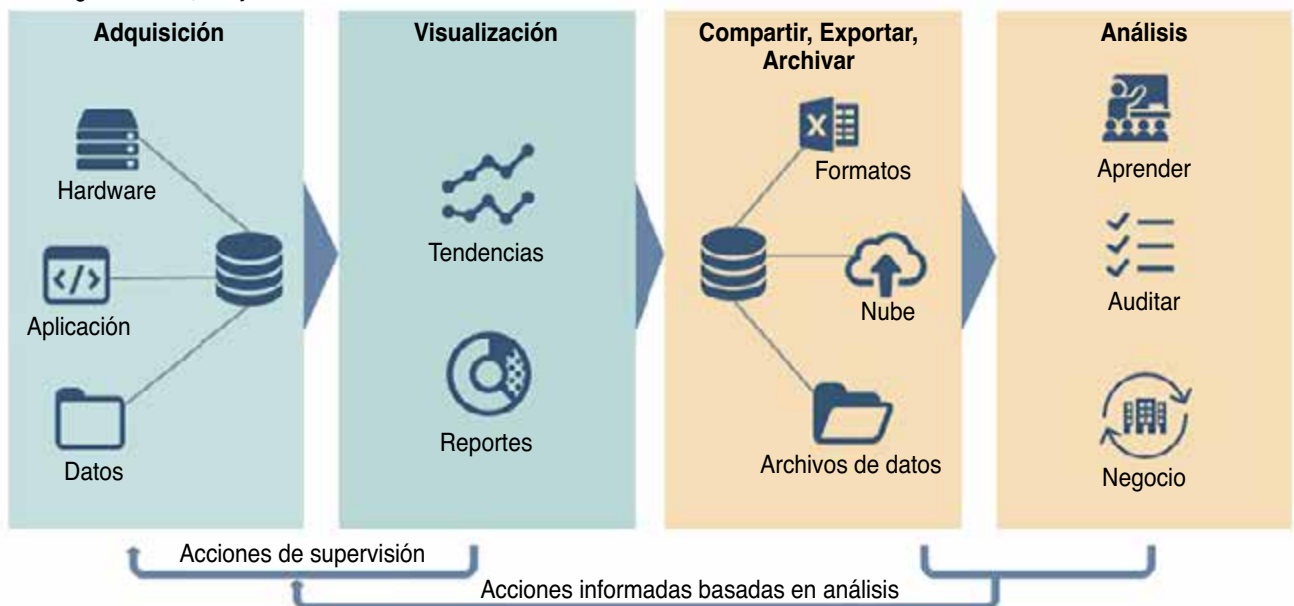 Adquisición
Hardware
Aplicación
Datos
Visualización
Tendencias
Reportes
Compartir, Exportar,
Archivar
Formatos
Nube
Archivos de datos
Análisis
Aprender
Auditar
Negocio
Acciones de supervisión
Acciones informadas basadas en análisis